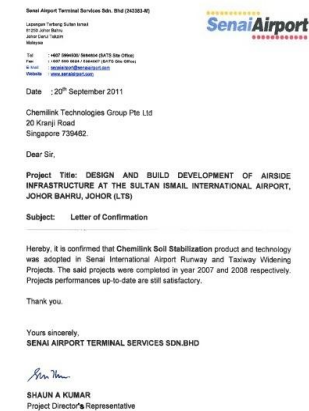 Senai Airport Terminal Services Sdn. Bhd (243383-M)
SenaiAirport
Lapangan Terbang Sultan Ismail
81250 Johor Bahru
Johor Darul Takzim
Malaysia
Tel
Fax
E-Mail
Website : www.senaiairport.com
Date : 20th September 2011
Chemilink Technologies Group Pte Ltd
20 Kranji Road
Singapore 739462.
Dear Sir,
Project Title: DESIGN AND BUILD DEVELOPMENT OF AIRSIDE
INFRASTRUCTURE AT THE SULTAN ISMAIL INTERNATIONAL AIRPORT,
JOHOR BAHRU, JOHOR (LTS)
Subject: Letter of Confirmation
Hereby, it is confirmed that Chemilink Soil Stabilization product and technology
was adopted in Senai International Airport Runway and Taxiway Widening
Projects. The said projects were completed in year 2007 and 2008 respectively.
Projects performances up-to-date are still satisfactory.
Thank you.
Yours sincerely,
SENAI AIRPORT TERMINAL SERVICES SDN.BHD
SHAUN A KUMAR
Project Director's Representative